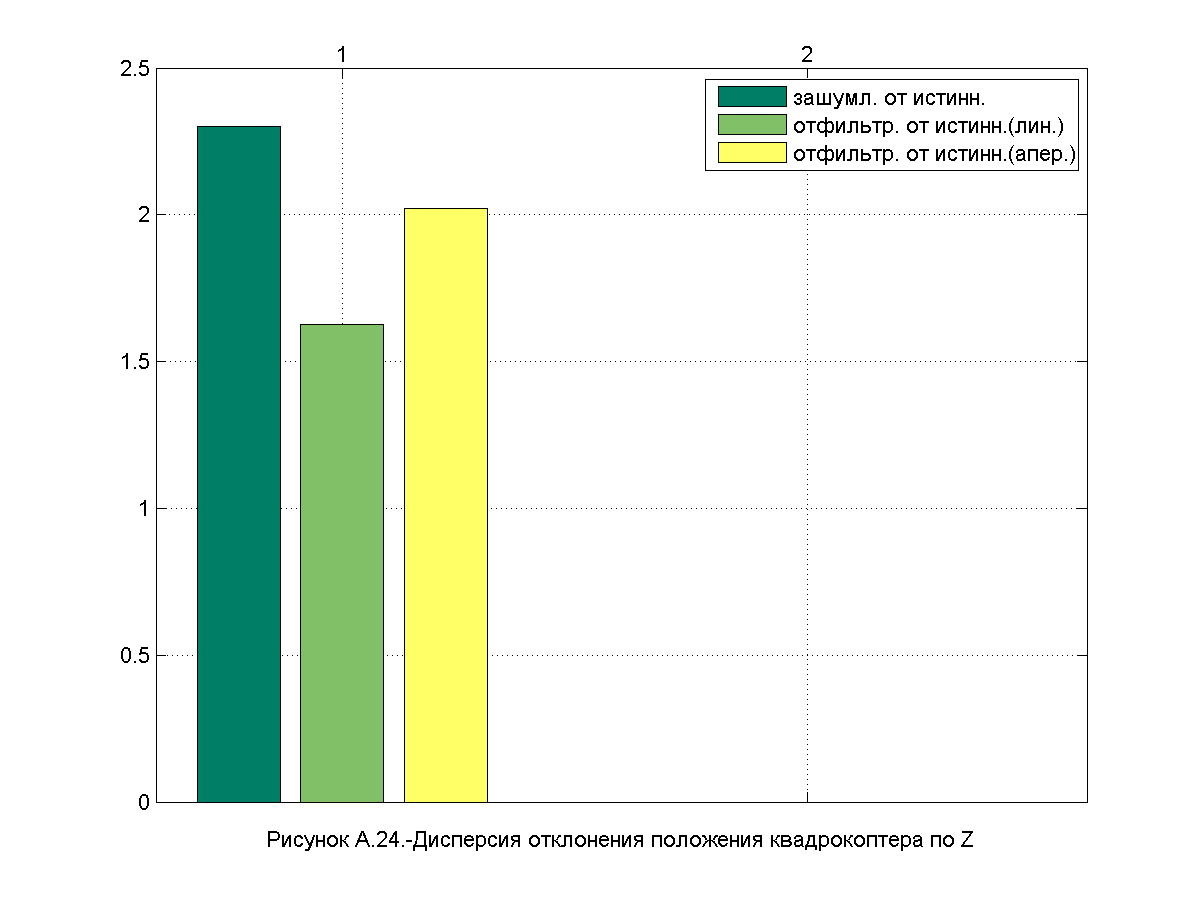 1 2
2.5
2
1.5
1
0.5
0
зашумл. от истинн.
отфильтр. от истинн.(лин.)
отфильтр. от истинн.(апер.)
Рисунок А.24.-Дисперсия отклонения положения квадрокоптера по Z